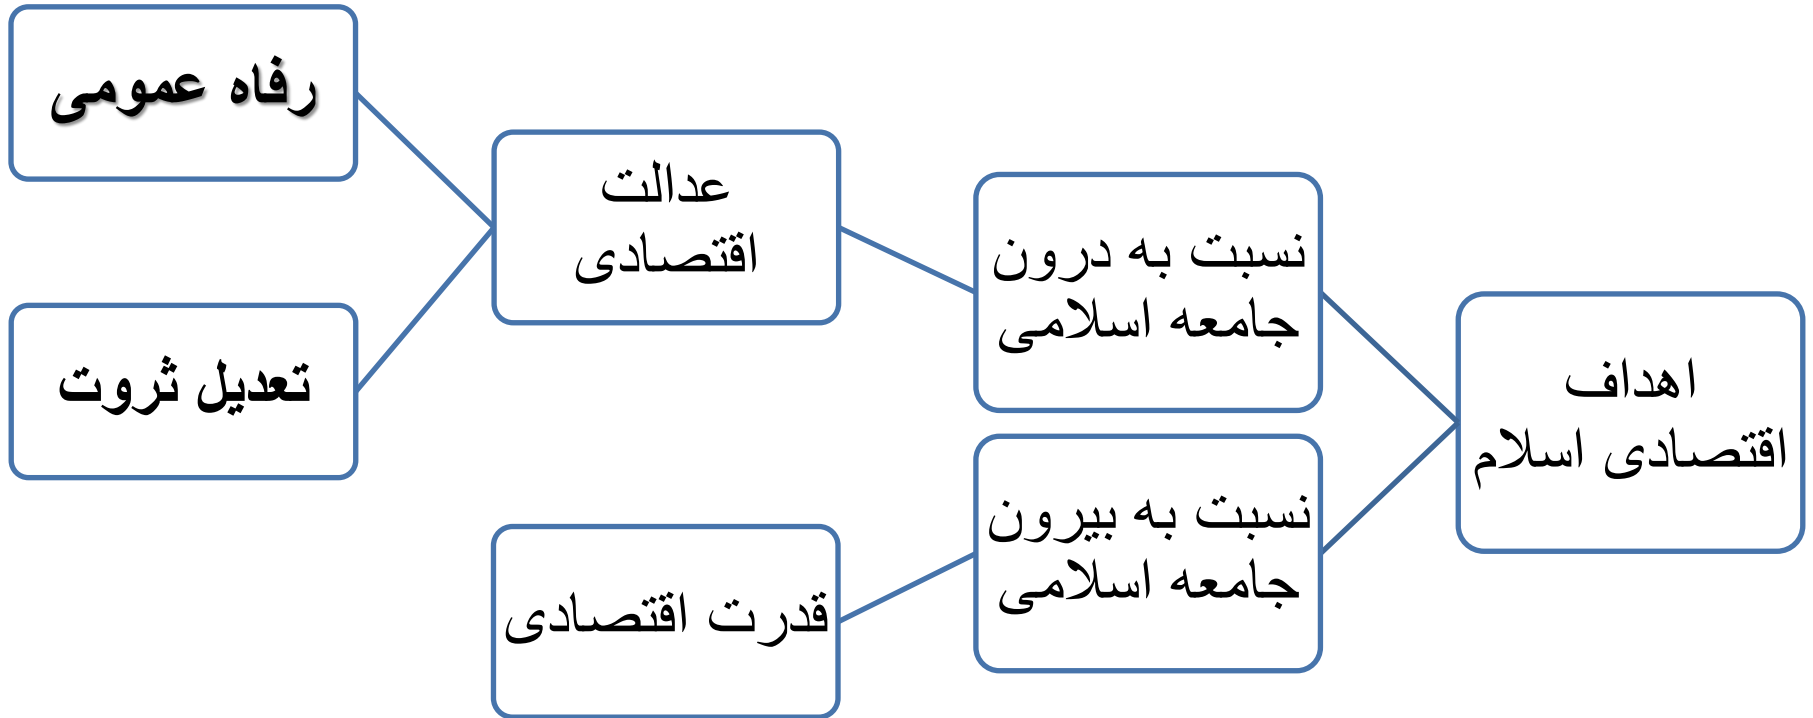 اهداف
اقتصادی اسلام
نسبت به درون
جامعه اسلامی
عدالت
اقتصادی
رفاه عمومی
تعدیل ثروت
نسبت به بیرون
جامعه اسلامی
قدرت اقتصادی